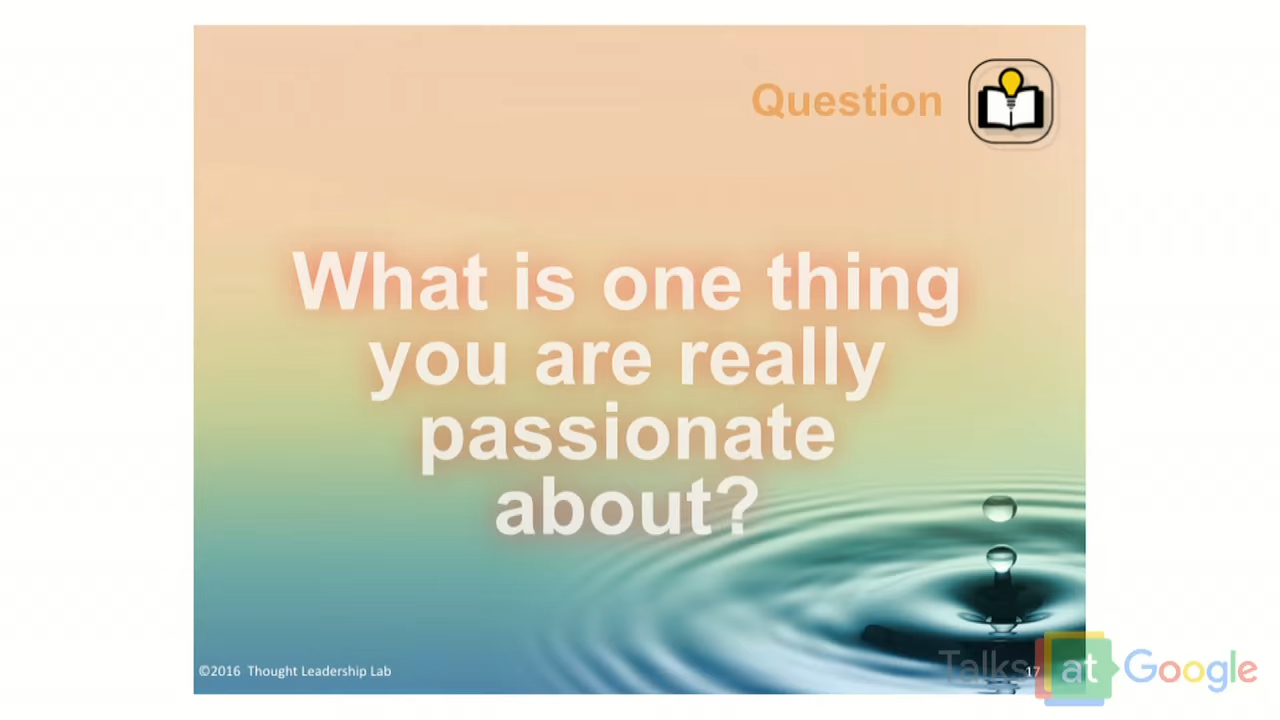 Question
What is one thing
you are really
passionate
about?
©2016 Thought Leadership Lab
17
Talks at Google